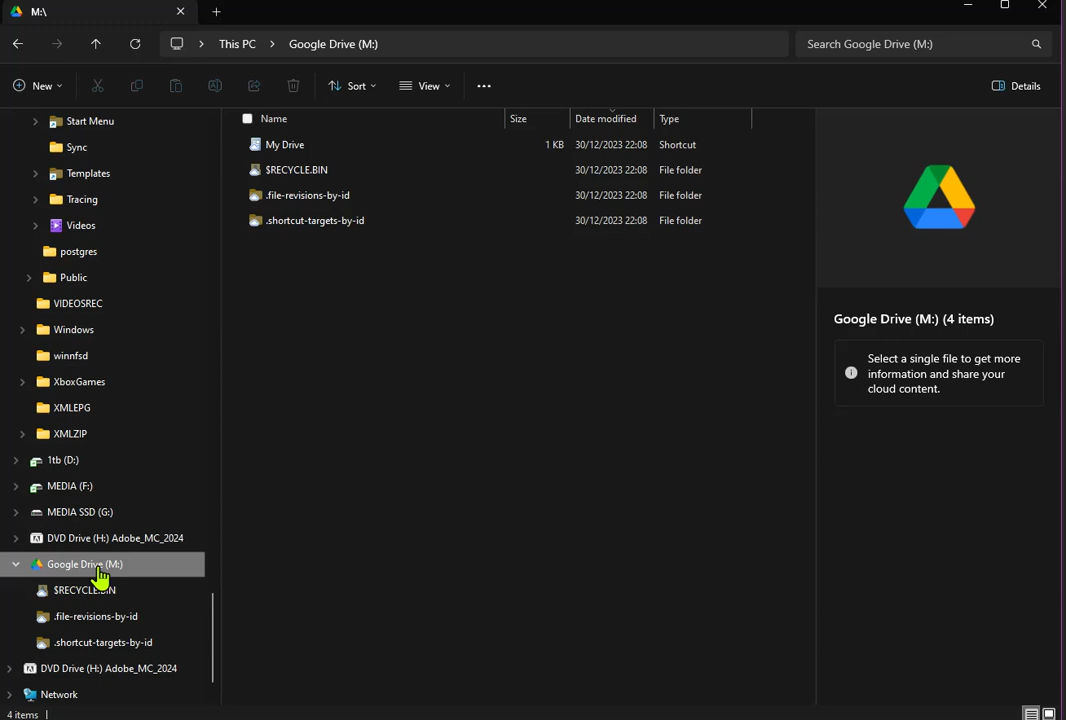 M:\
This PC > Google Drive (M:)
Search Google Drive (M:)
New
Sort
View
Details
Start Menu
Sync
Templates
Tracing
Videos
postgres
Public
VIDEOSREC
Windows
winnfsd
XboxGames
XMLEPG
XMLZIP
1tb (D:)
MEDIA (F:)
MEDIA SSD (G:)
DVD Drive (H:) Adobe_MC_2024
Google Drive (M:)
$RECYCLE.BIN
.file-revisions-by-id
.shortcut-targets-by-id
DVD Drive (H:) Adobe_MC_2024
Network
Name Size Date modified Type
My Drive 1 KB 30/12/2023 22:08 Shortcut
$RECYCLE.BIN 30/12/2023 22:08 File folder
.file-revisions-by-id 30/12/2023 22:08 File folder
.shortcut-targets-by-id 30/12/2023 22:08 File folder
Google Drive (M:) (4 items)
Select a single file to get more
information and share your
cloud content.
4 items